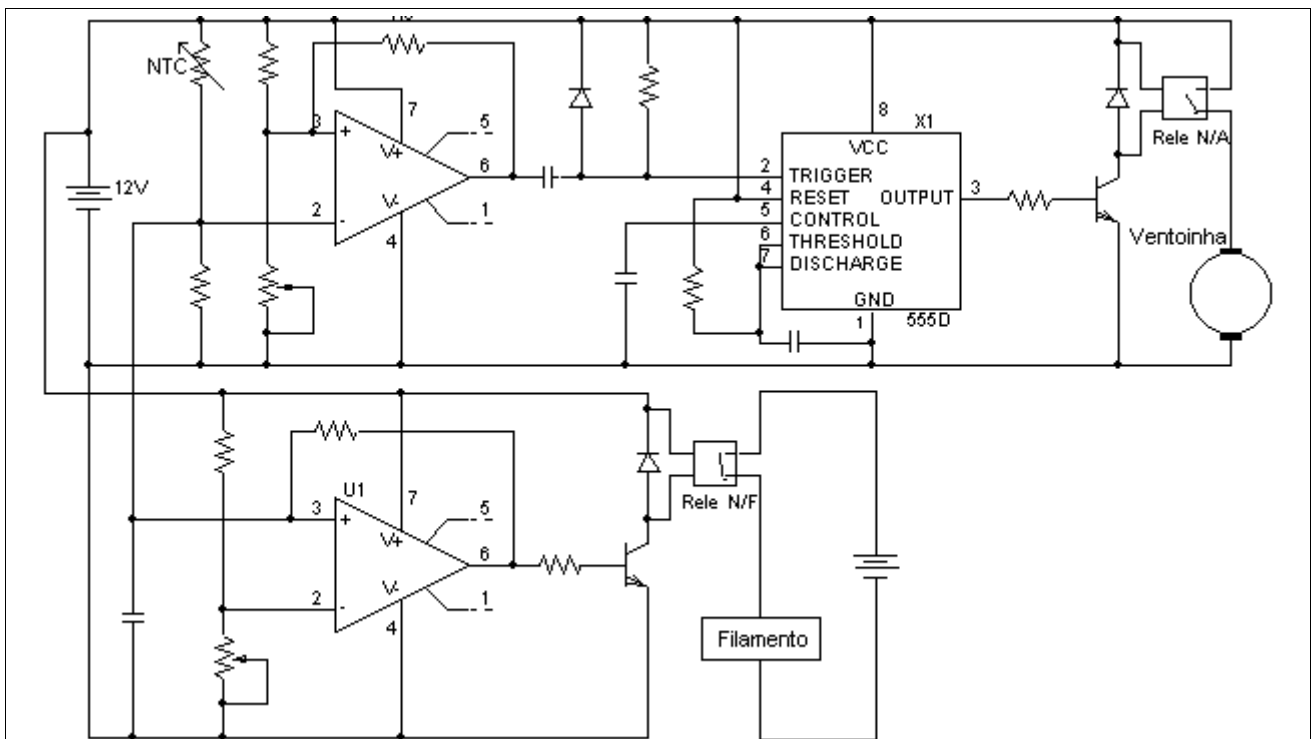 NTC
12V
3
+
7
V+
5
6
2
-
V-
4
1
X1
8
VCC
2 TRIGGER
4 RESET OUTPUT 3
5 CONTROL
6 THRESHOLD
7 DISCHARGE
GND
1
555D
Rele N/A
Ventoinha
U1
3
+
7
V+
5
6
2
-
V-
4
1
Rele N/F
Filamento